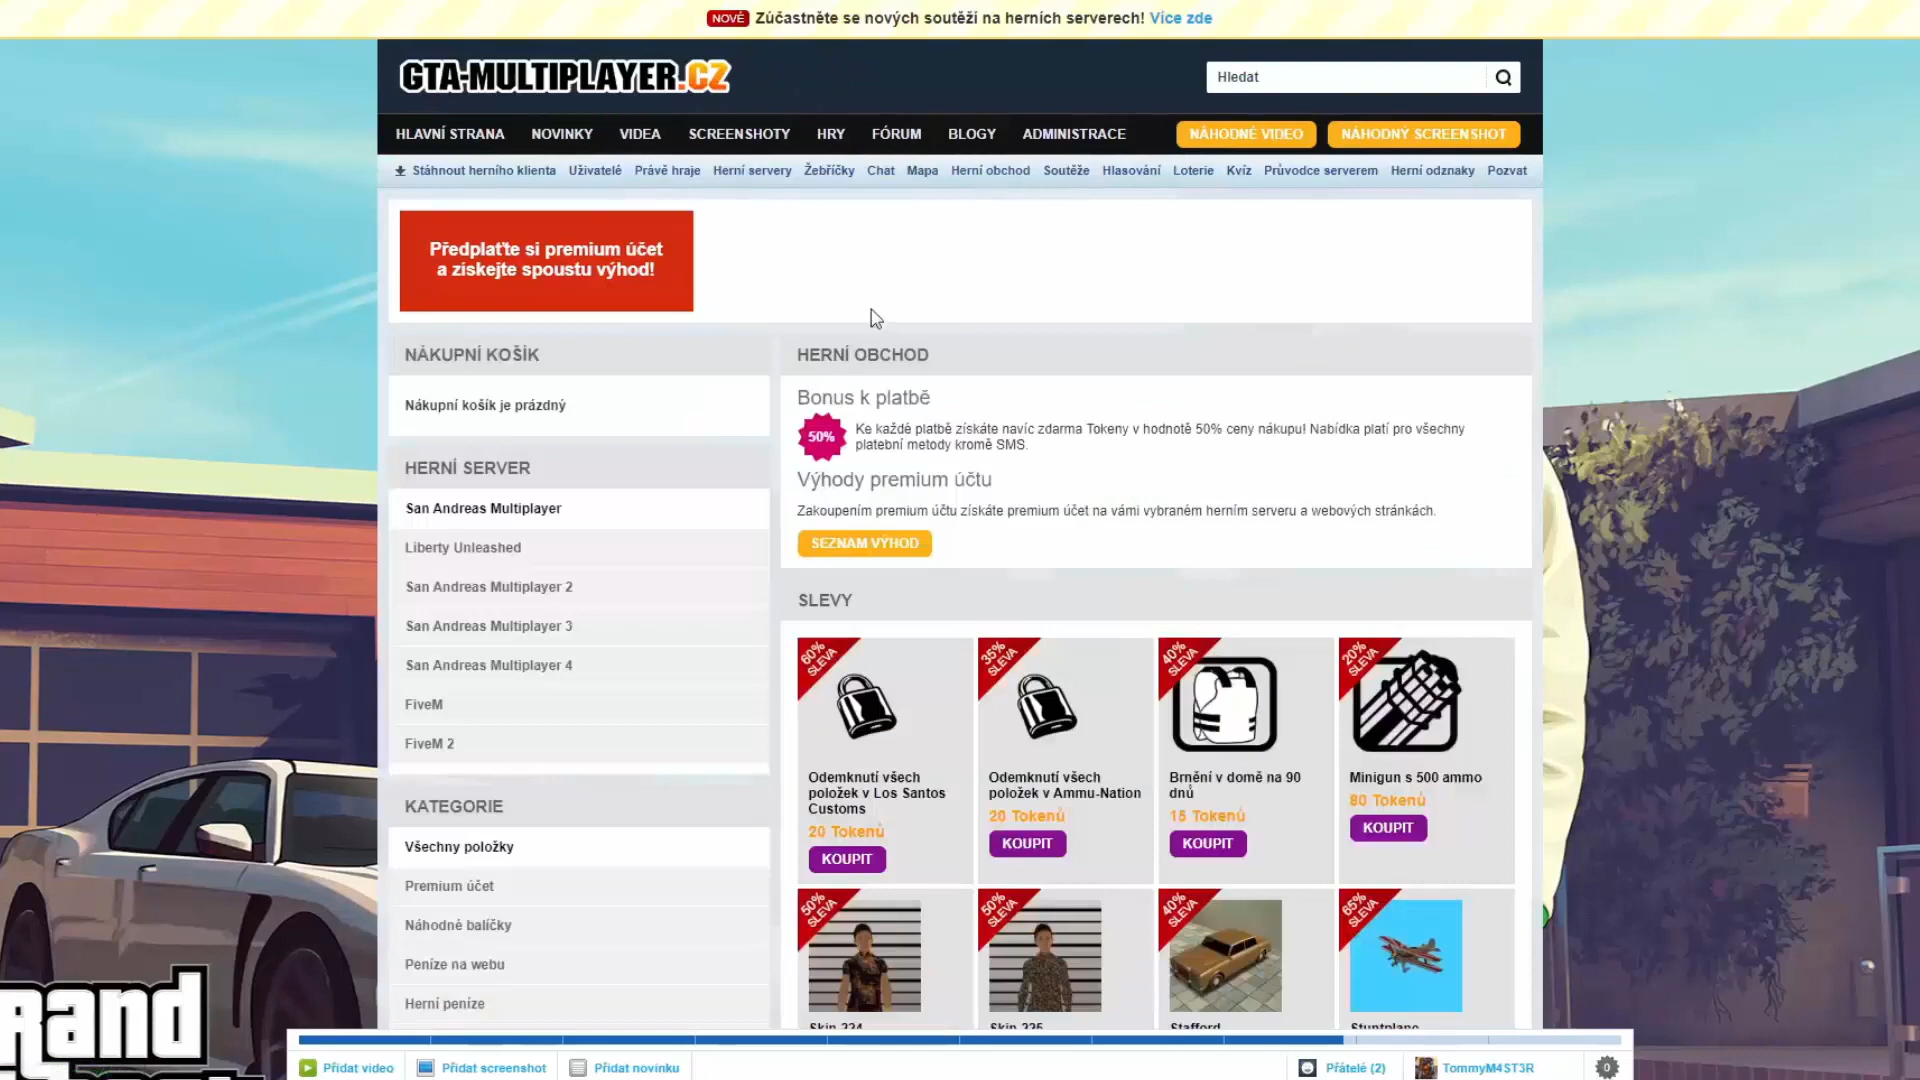 NOVÉ Zúčastněte se nových soutěží na herních serverech! Více zde
GTA-MULTIPLAYER.CZ
Hledat
HLAVNÍ STRANA NOVINKY VIDEA SCREENSHOTY HRY FÓRUM BLOGY ADMINISTRACE NÁHODNÉ VIDEO NÁHODNÝ SCREENSHOT
Stáhnout herního klienta Uživatelé Právě hraje Herní servery Žebříčky Chat Mapa Herní obchod Soutěže Hlasování Loterie Kvíz Průvodce serverem Herní odznaky Pozvat
Předplaťte si premium účet
a získejte spoustu výhod!
NÁKUPNÍ KOŠÍK
Nákupní košík je prázdný
HERNÍ SERVER
San Andreas Multiplayer
Liberty Unleashed
San Andreas Multiplayer 2
San Andreas Multiplayer 3
San Andreas Multiplayer 4
FiveM
FiveM 2
KATEGORIE
Všechny položky
Premium účet
Náhodné balíčky
Peníze na webu
Herní peníze
HERNÍ OBCHOD
Bonus k platbě
50%
Ke každé platbě získáte navíc zdarma Tokeny v hodnotě 50% ceny nákupu! Nabídka platí pro všechny
platební metody kromě SMS.
Výhody premium účtu
Zakoupením premium účtu získáte premium účet na vámi vybraném herním serveru a webových stránkách.
SEZNAM VÝHOD
SLEVY
60%
SLEVA
Odemknutí všech
položek v Los Santos
Customs
20 Tokenů
KOUPIT
35%
SLEVA
Odemknutí všech
položek v Ammu-Nation
20 Tokenů
KOUPIT
40%
SLEVA
Brnění v domě na 90
dnů
15 Tokenů
KOUPIT
20%
SLEVA
Minigun s 500 ammo
80 Tokenů
KOUPIT
50%
SLEVA
Skin 224
50%
SLEVA
Skin 225
40%
SLEVA
Stafford
65%
SLEVA
Stuntplane
rand
Přidat video Přidat screenshot Přidat novinku Přátelé (2) TommyM4ST3R 0